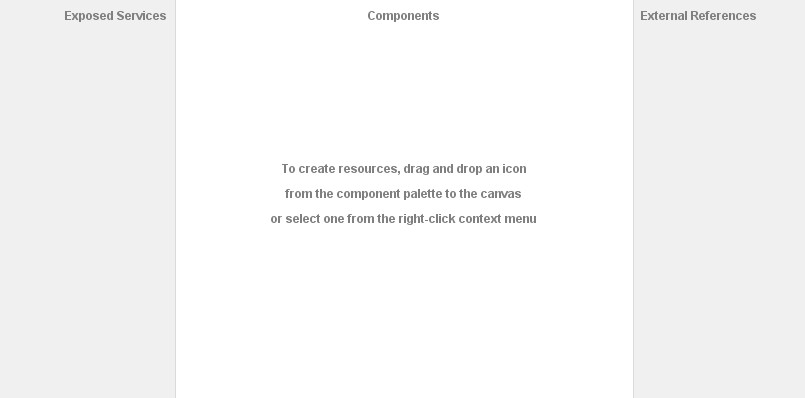 Exposed Services
Components
External References
To create resources, drag and drop an icon
from the component palette to the canvas
or select one from the right-click context menu